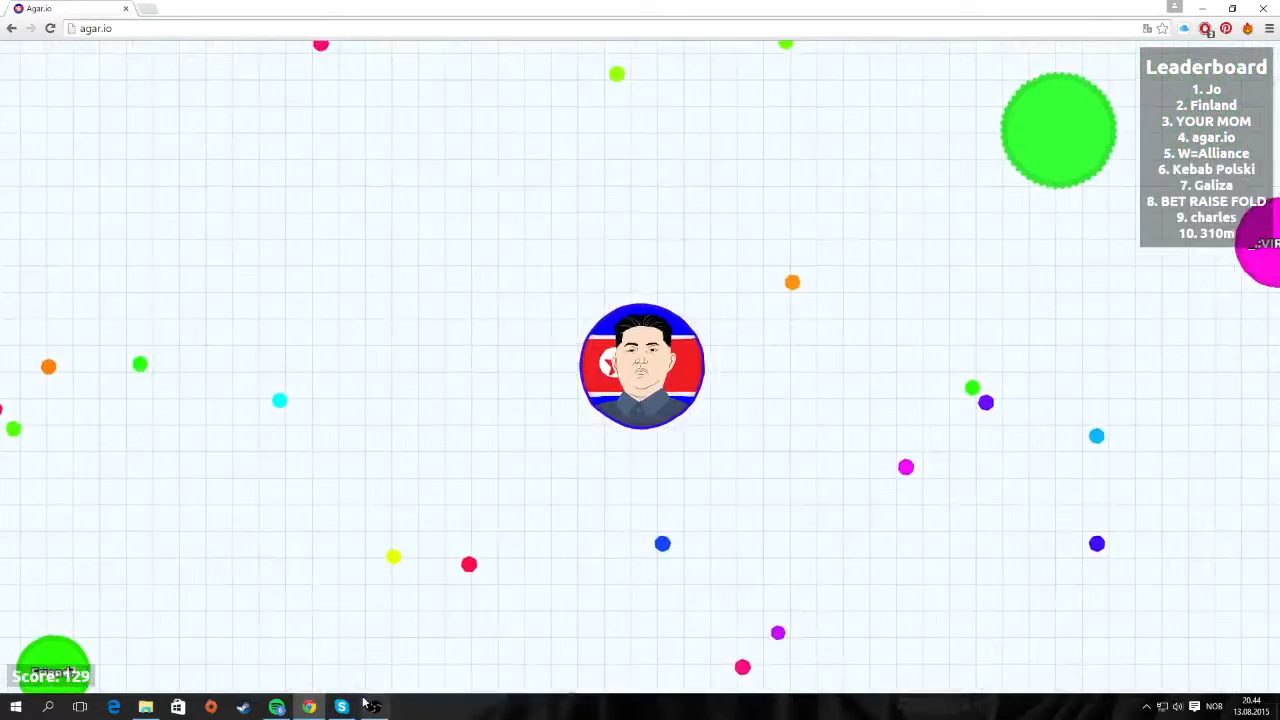 Agar.io
agar.io
Leaderboard
1. Jo
2. Finland
3. YOUR MOM
4. agar.io
5. W=Alliance
6. Kebab Polski
7. Galiza
8. BET RAISE FOLD
9. charles
10. 310m
Score: 129
NOB
20.44
13.08.2015